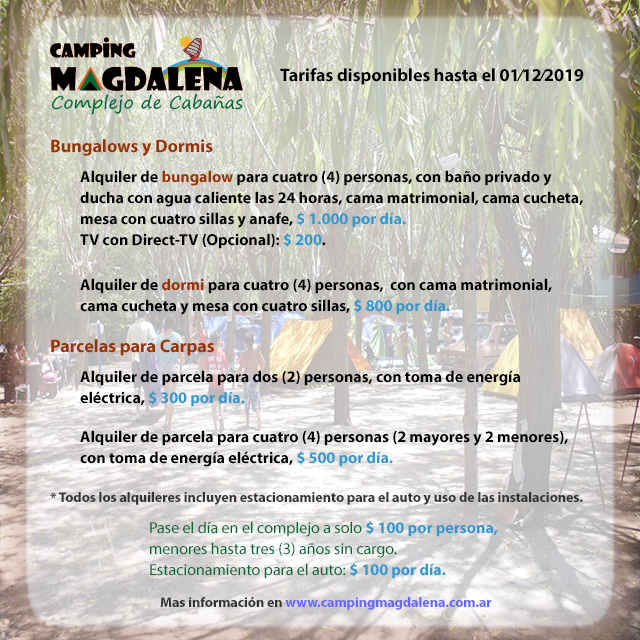 CAMPING
MAGDALENA
Complejo de Cabañas
Tarifas disponibles hasta el 01/12/2019
Bungalows y Dormis
Alquiler de bungalow para cuatro (4) personas, con baño privado y
ducha con agua caliente las 24 horas, cama matrimonial, cama cucheta,
mesa con cuatro sillas y anafe, $ 1.000 por día.
TV con Direct-TV (Opcional): $ 200.
Alquiler de dormi para cuatro (4) personas, con cama matrimonial,
cama cucheta y mesa con cuatro sillas, $ 800 por día.
Parcelas para Carpas
Alquiler de parcela para dos (2) personas, con toma de energía
eléctrica, $ 300 por día.
Alquiler de parcela para cuatro (4) personas (2 mayores y 2 menores),
con toma de energía eléctrica, $ 500 por día.
* Todos los alquileres incluyen estacionamiento para el auto y uso de las instalaciones.
Pase el día en el complejo a solo $ 100 por persona,
menores hasta tres (3) años sin cargo.
Estacionamiento para el auto: $ 100 por día.
Mas información en www.campingmagdalena.com.ar